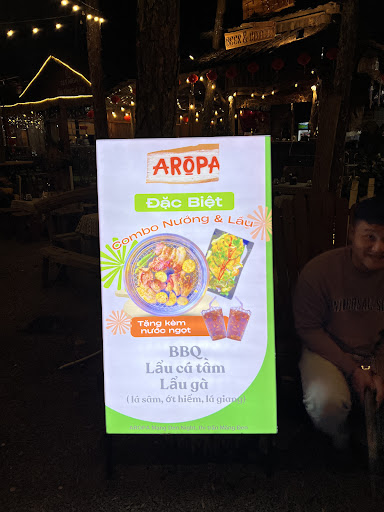 AROPA
Đặc Biệt
Combo Nướng & Lẩu
Tặng kèm
nước ngọt
BBQ
Lẩu cá tầm
Lẩu gà
( lá sâm, ớt hiểm, lá giang)